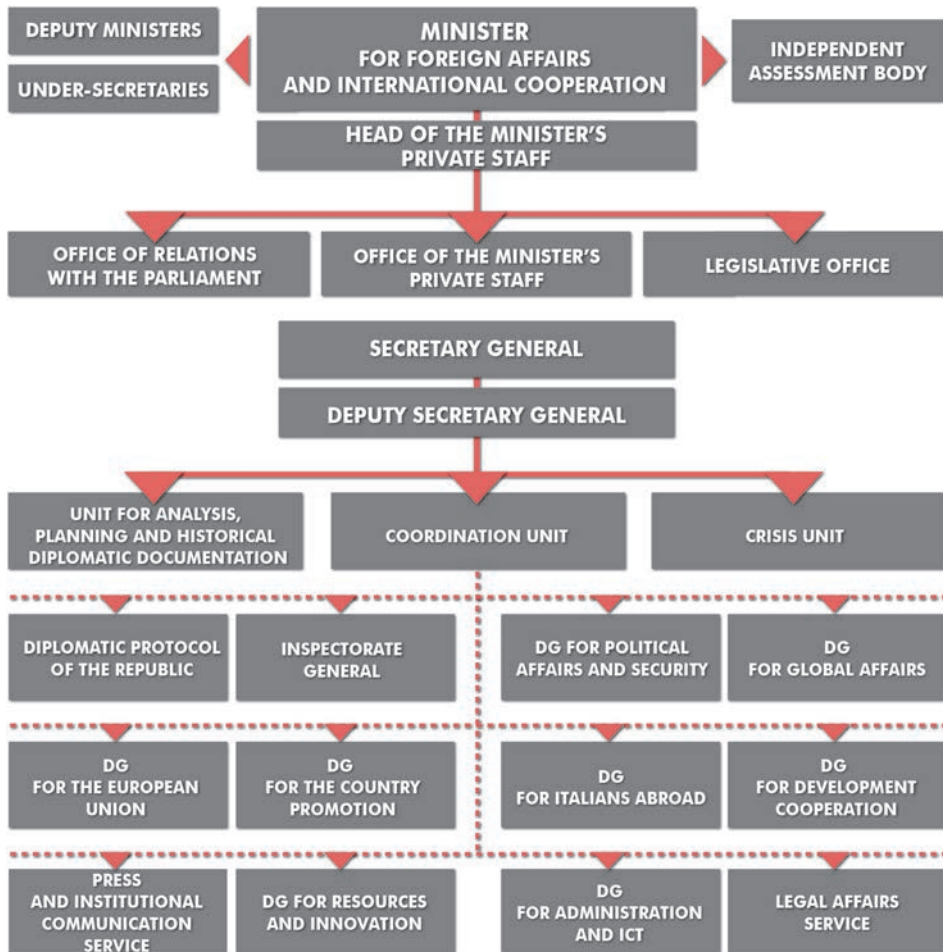 DEPUTY MINISTERS
UNDER-SECRETARIES
MINISTER
FOR FOREIGN AFFAIRS
AND INTERNATIONAL COOPERATION
INDEPENDENT
ASSESSMENT BODY
HEAD OF THE MINISTER'S
PRIVATE STAFF
OFFICE OF RELATIONS
WITH THE PARLIAMENT
OFFICE OF THE MINISTER'S
PRIVATE STAFF
LEGISLATIVE OFFICE
SECRETARY GENERAL
DEPUTY SECRETARY GENERAL
UNIT FOR ANALYSIS,
PLANNING AND HISTORICAL
DIPLOMATIC DOCUMENTATION
COORDINATION UNIT
CRISIS UNIT
DIPLOMATIC PROTOCOL
OF THE REPUBLIC
INSPECTORATE
GENERAL
DG FOR POLITICAL
AFFAIRS AND SECURITY
DG
FOR GLOBAL AFFAIRS
DG
FOR THE EUROPEAN
UNION
DG
FOR THE COUNTRY
PROMOTION
DG
FOR ITALIANS ABROAD
DG
FOR DEVELOPMENT
COOPERATION
PRESS
AND INSTITUTIONAL
COMMUNICATION
SERVICE
DG FOR RESOURCES
AND INNOVATION
DG
FOR ADMINISTRATION
AND ICT
LEGAL AFFAIRS
SERVICE